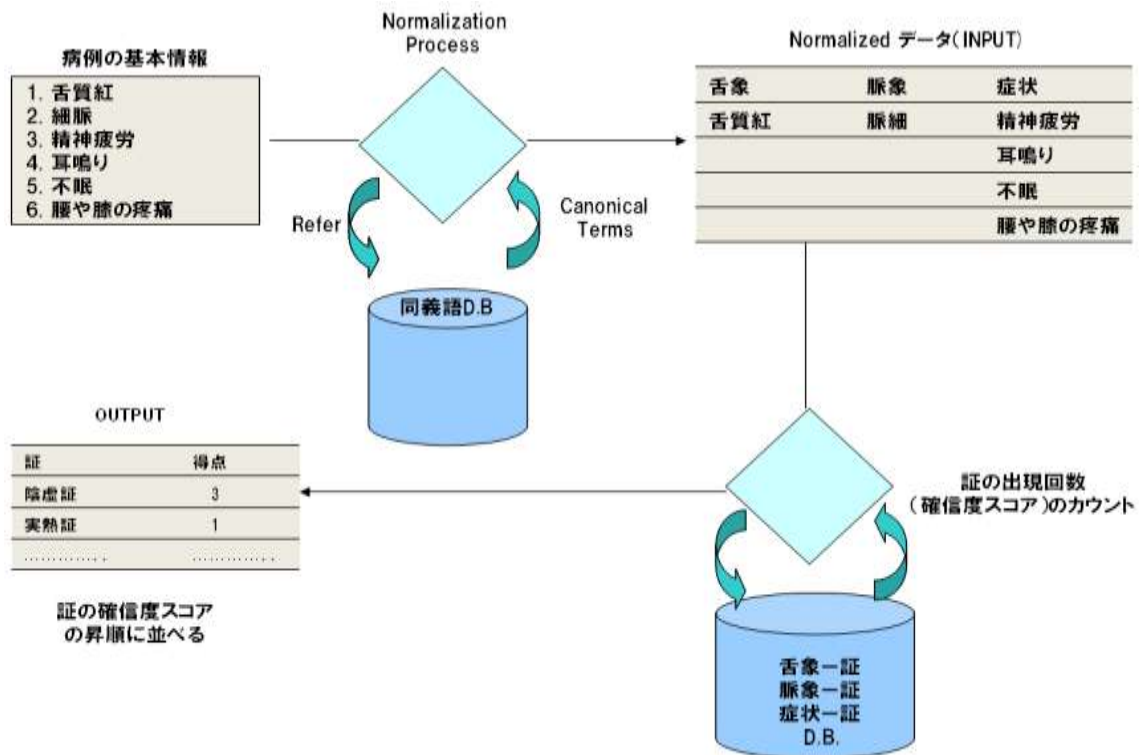 Normalization
Process
病例の基本情報
1. 舌質紅
2. 細脈
3. 精神疲労
4. 耳鳴り
5. 不眠
6. 腰や膝の疼痛
Refer
Canonical
Terms
同義語D.B
Normalized データ(INPUT)
舌象 脈象 症状
舌質紅 脈細 精神疲労
耳鳴り
不眠
腰や膝の疼痛
証の出現回数
(確信度スコア)のカウント
舌象ー証
脈象ー証
症状ー証
D.B.
OUTPUT
証 得点
陰虚証 3
実熱証 1
………….. …………..
証の確信度スコア
の昇順に並べる